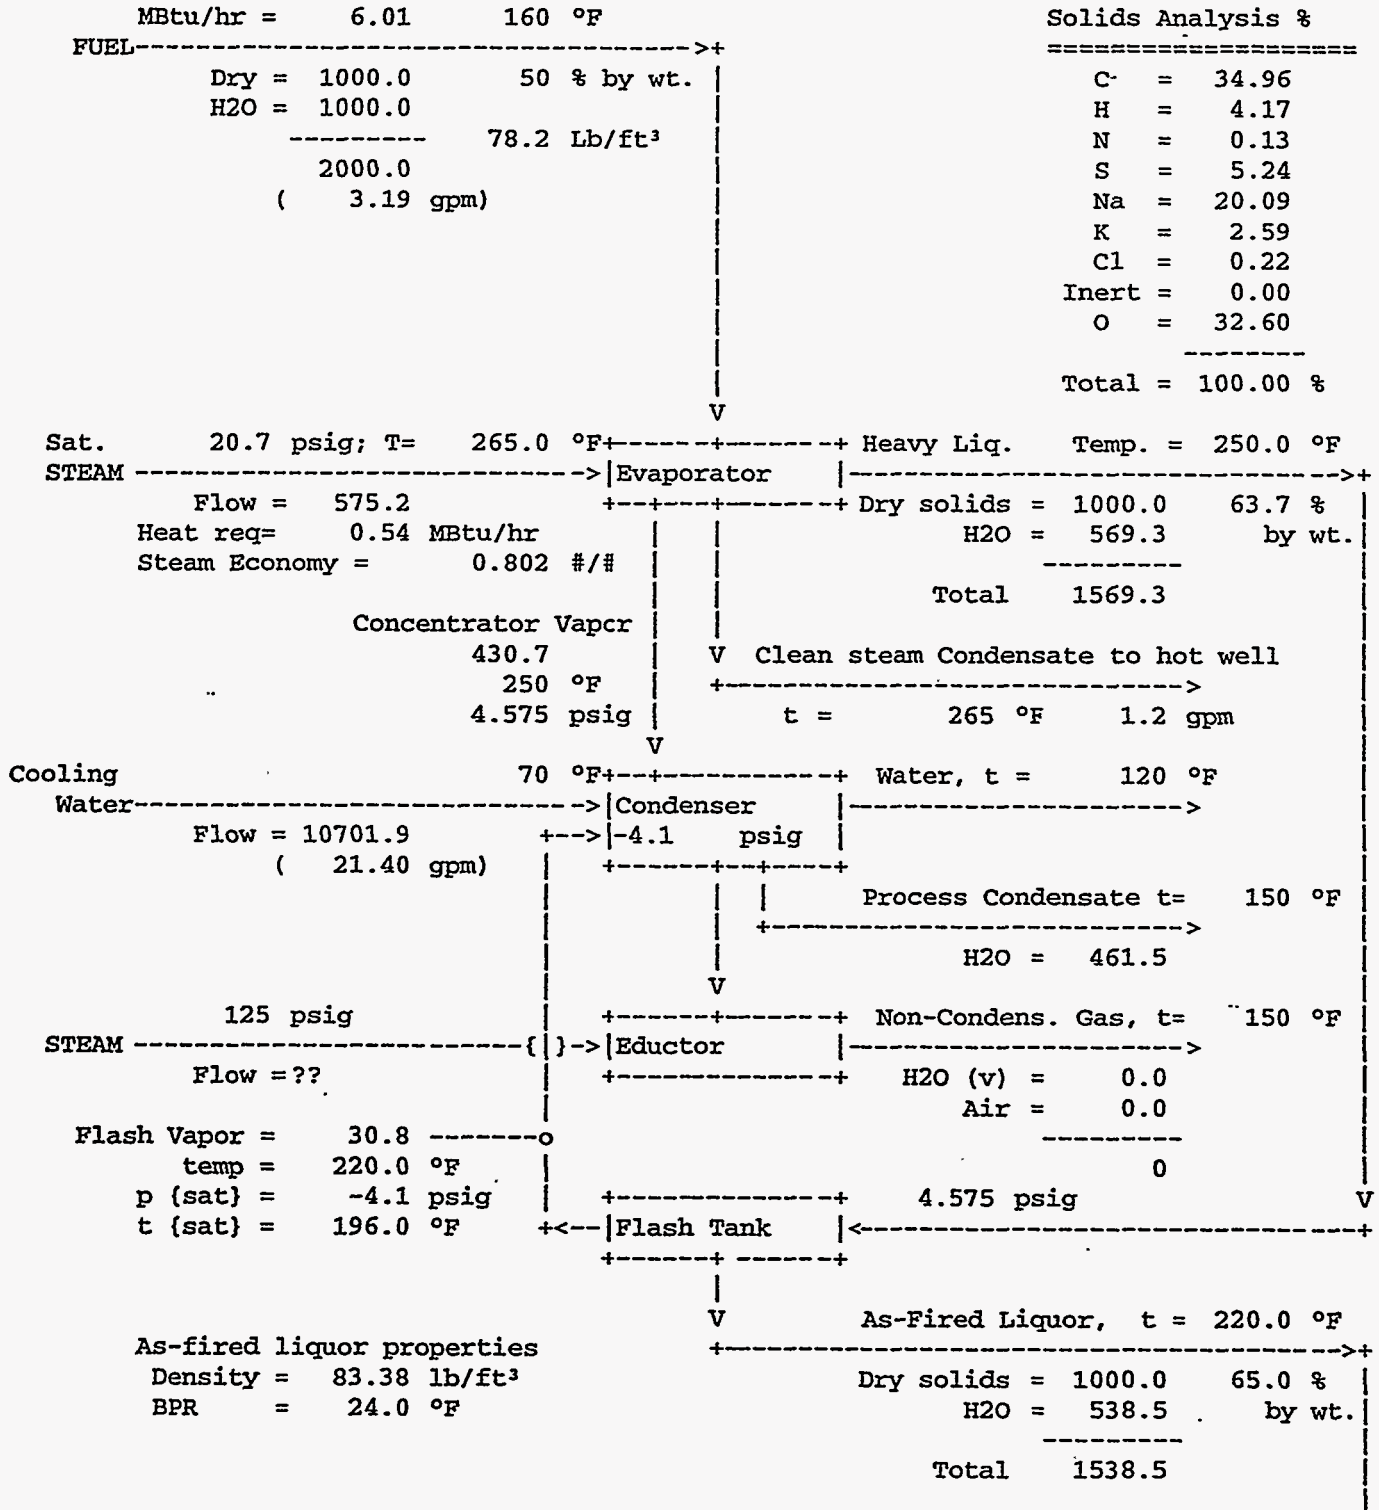 MBtu/hr = 6.01 160 °F Solids Analysis %
FUEL-------------------------------------->+ ====================
Dry = 1000.0 50 % by wt. C = 34.96
H2O = 1000.0 H = 4.17
--------- 78.2 Lb/ft³ N = 0.13
2000.0 S = 5.24
( 3.19 gpm) Na = 20.09
K = 2.59
Cl = 0.22
Inert = 0.00
O = 32.60
--------
Total = 100.00 %
V
Sat. 20.7 psig; T= 265.0 °F+------+--------+ Heavy Liq. Temp. = 250.0 °F
STEAM ------------------------------>|Evaporator |-------------------------------->+
Flow = 575.2 +--+---+--------+ Dry solids = 1000.0 63.7 %
Heat req= 0.54 MBtu/hr H2O = 569.3 by wt.
Steam Economy = 0.802 #/# ---------
Total 1569.3
Concentrator Vapcr
430.7 V Clean steam Condensate to hot well
250 °F +------------------------------>
4.575 psig t = 265 °F 1.2 gpm
V
Cooling 70 °F+--+------------+ Water, t = 120 °F
Water------------------------------>|Condenser |---------------------->
Flow = 10701.9 +-->|-4.1 psig |
( 21.40 gpm) +-------+--+-----+
Process Condensate t= 150 °F
+--------------------------->
H2O = 461.5
V
125 psig +-------+--------+ Non-Condens. Gas, t= 150 °F
STEAM -------------------------{|}->|Eductor |---------------------->
Flow =?? +---------------+ H2O (v) = 0.0
Air = 0.0
Flash Vapor = 30.8 -------o ---------
temp = 220.0 °F 0
p {sat} = -4.1 psig +---------------+ 4.575 psig V
t {sat} = 196.0 °F +<--|Flash Tank |<---------------------------------+
+-------+ -------+
V As-Fired Liquor, t = 220.0 °F
As-fired liquor properties +---------------------------------------->+
Density = 83.38 lb/ft³ Dry solids = 1000.0 65.0 %
BPR = 24.0 °F H2O = 538.5 by wt.
---------
Total 1538.5